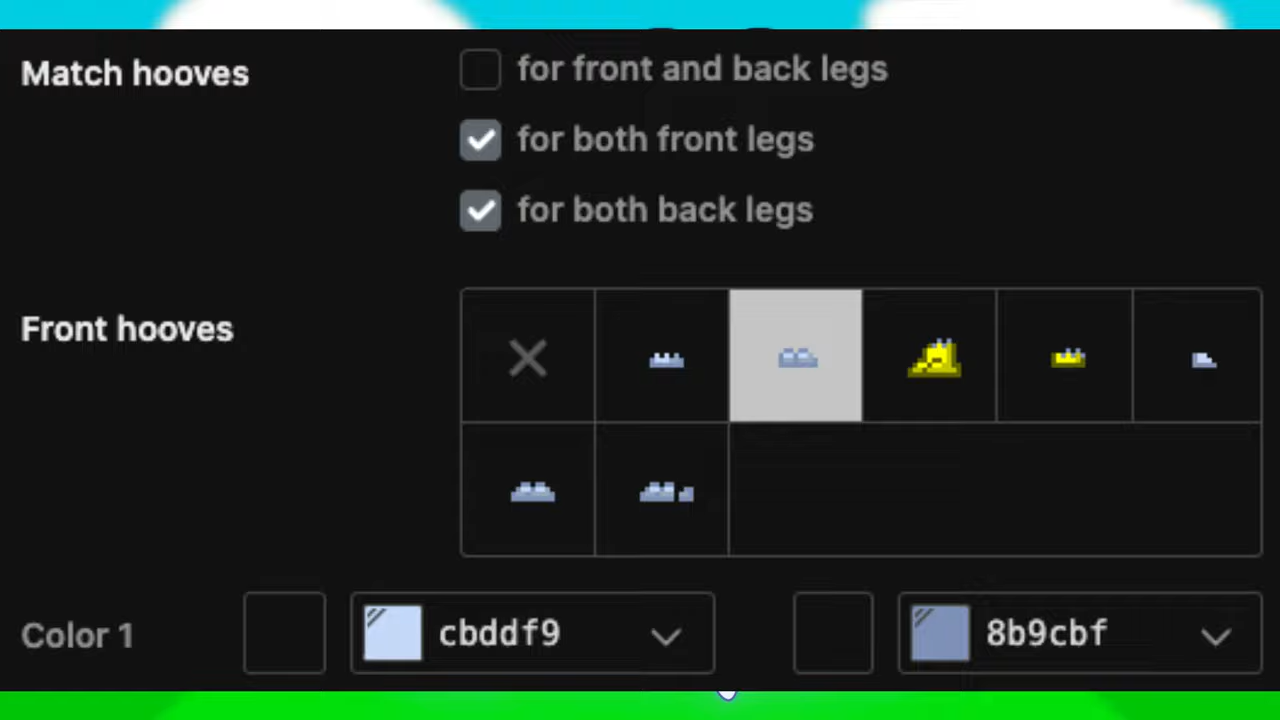 Match hooves
for front and back legs
for both front legs
for both back legs
Front hooves
Color 1
cbddf9
8b9cbf